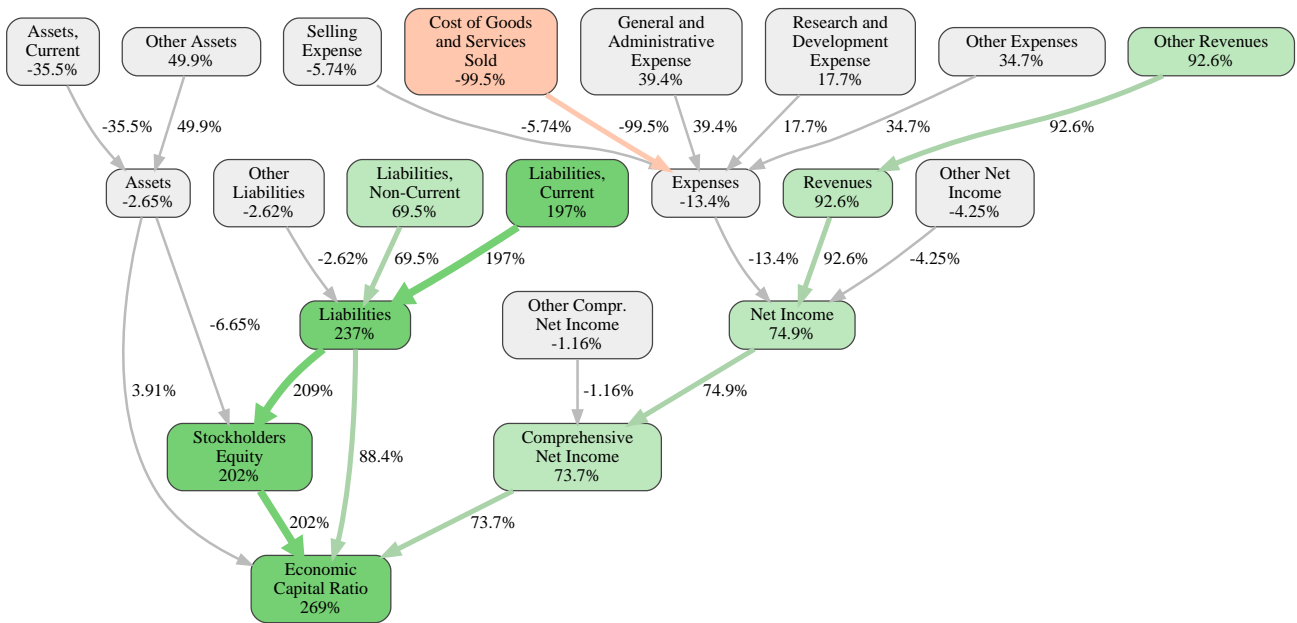 Assets,
Current
-35.5%
Other Assets
49.9%
Selling
Expense
-5.74%
Cost of Goods
and Services
Sold
-99.5%
General and
Administrative
Expense
39.4%
Research and
Development
Expense
17.7%
Other Expenses
34.7%
Other Revenues
92.6%
-35.5%
49.9%
-5.74%
-99.5%
39.4%
17.7%
34.7%
92.6%
Assets
-2.65%
Other
Liabilities
-2.62%
Liabilities,
Non-Current
69.5%
Liabilities,
Current
197%
Expenses
-13.4%
Revenues
92.6%
Other Net
Income
-4.25%
-2.62%
69.5%
197%
-13.4%
92.6%
-4.25%
-6.65%
Liabilities
237%
Other Compr.
Net Income
-1.16%
Net Income
74.9%
3.91%
209%
-1.16%
74.9%
Stockholders
Equity
202%
88.4%
Comprehensive
Net Income
73.7%
202%
73.7%
Economic
Capital Ratio
269%